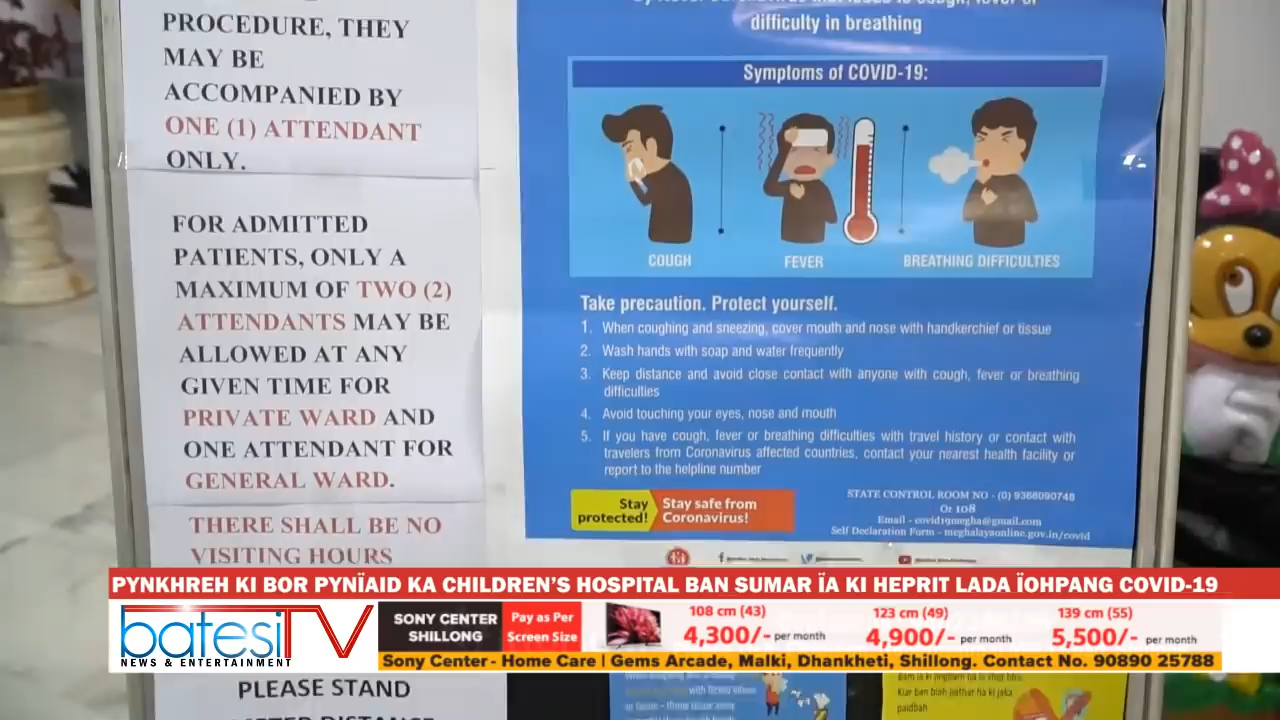 PROCEDURE, THEY
MAY BE
ACCOMPANIED BY
ONE (1) ATTENDANT
ONLY.
FOR ADMITTED
PATIENTS, ONLY A
MAXIMUM OF TWO (2)
ATTENDANTS MAY BE
ALLOWED AT ANY
GIVEN TIME FOR
PRIVATE WARD AND
ONE ATTENDANT FOR
GENERAL WARD.
THERE SHALL BE NO
VISITING HOURS
PLEASE STAND
difficulty in breathing
Symptoms of COVID-19:
COUGH
FEVER
BREATHING DIFFICULTIES
Take precaution. Protect yourself.
1. When coughing and sneezing, cover mouth and nose with handkerchief or tissue
2. Wash hands with soap and water frequently
3. Keep distance and avoid close contact with anyone with cough, fever or breathing
difficulties
4. Avoid touching your eyes, nose and mouth
5. If you have cough, fever or breathing difficulties with travel history or contact with
travelers from Coronavirus affected countries, contact your nearest health facility or
report to the helpline number
Stay
protected!
Stay safe from
Coronavirus!
STATE CONTROL ROOM NO - (0) 9366090748
Or 108
Email - covid19megha@gmail.com
Self Declaration Form - meghalayaonline.gov.in/covid
PYNKHREH KI BOR PYNÏAID KA CHILDREN'S HOSPITAL BAN SUMAR ÏA KI HEPRIT LADA ÏOHPANG COVID-19
batesi TV
NEWS & ENTERTAINMENT
SONY CENTER
SHILLONG
Pay as Per
Screen Size
108 cm (43)
4,300/- per month
123 cm (49)
4,900/- per month
139 cm (55)
5,500/- per month
Sony Center - Home Care | Gems Arcade, Malki, Dhankheti, Shillong. Contact No. 90890 25788